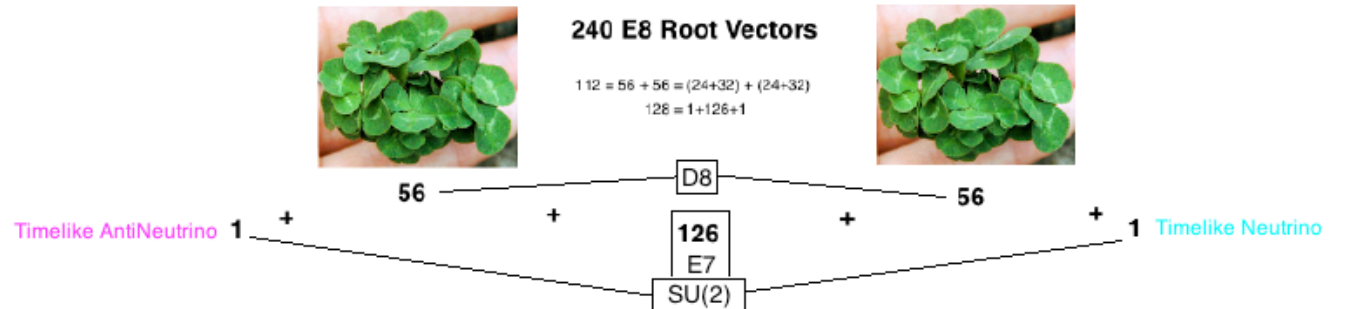 240 E8 Root Vectors
112 = 56 + 56 = (24+32) + (24+32)
128 = 1+126+1
D8
56
56
+
+
+
+
Timelike AntiNeutrino 1
1 Timelike Neutrino
126
E7
SU(2)